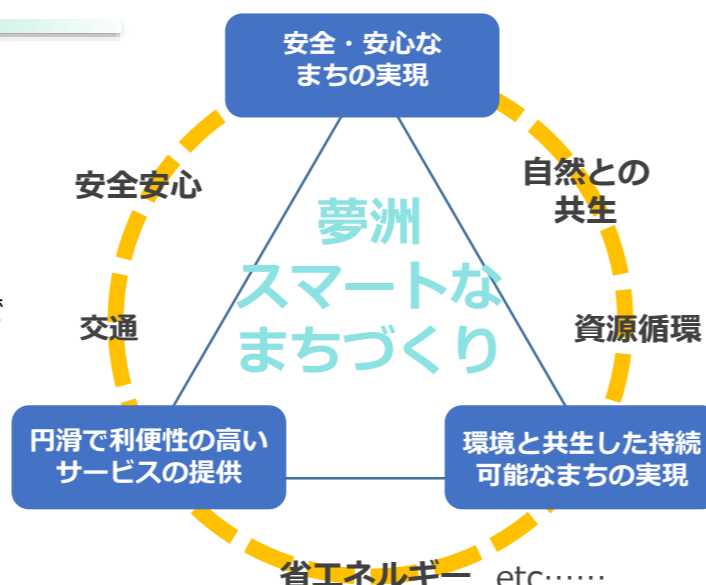 安全・安心な
まちの実現
安全安心
自然との
共生
夢洲
スマートな
まちづくり
交通
資源循環
円滑で利便性の高い
サービスの提供
環境と共生した持続
可能なまちの実現
省エネルギー etc……